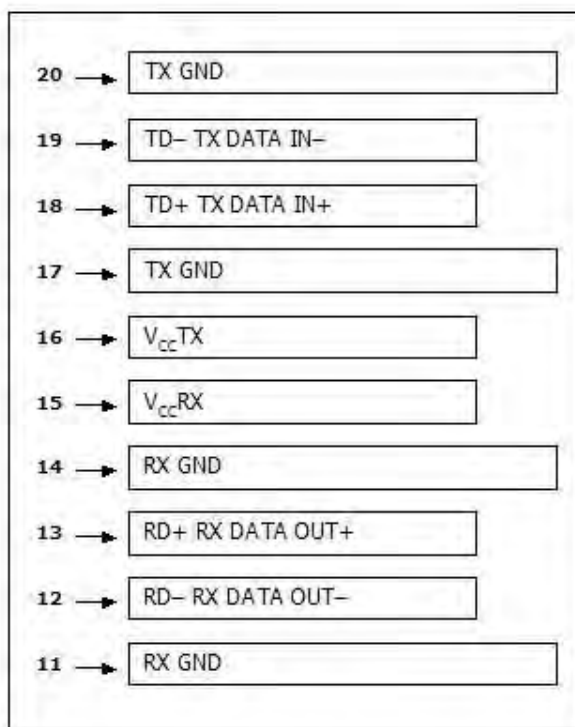 20 TX GND
19 TD– TX DATA IN–
18 TD+ TX DATA IN+
17 TX GND
16 VCCTX
15 VCCRX
14 RX GND
13 RD+ RX DATA OUT+
12 RD– RX DATA OUT–
11 RX GND